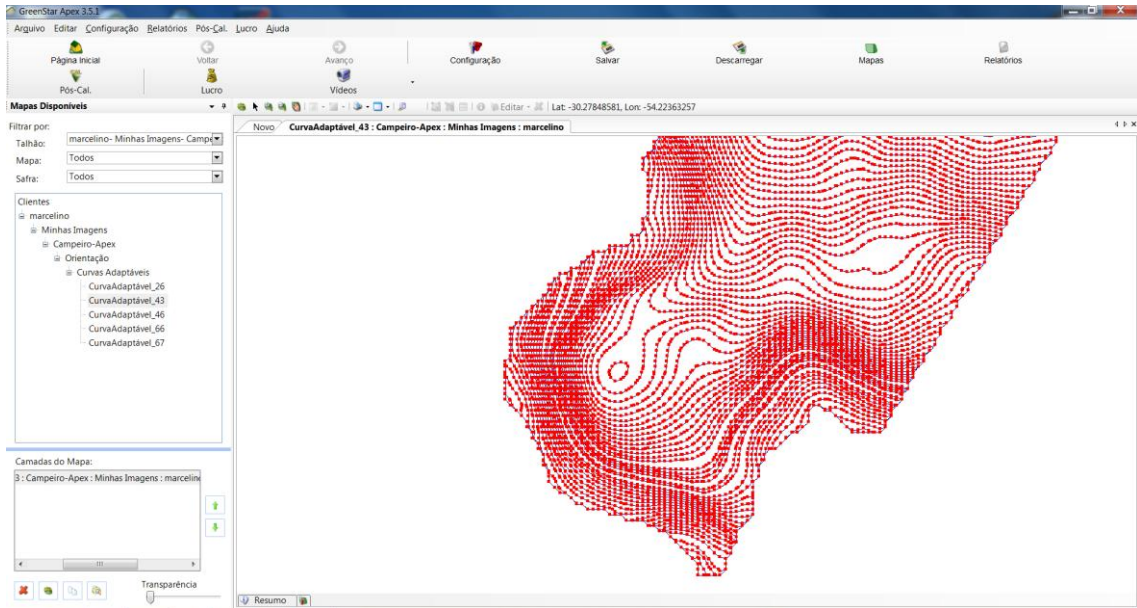 GreenStar Apex 3.5.1
Arquivo Editar Configuração Relatórios Pós-Cal. Lucro Ajuda
Página Inicial Voltar Avanço Configuração Salvar Descarregar Mapas Relatórios
Pós-Cal. Lucro Vídeos
Mapas Disponíveis
Editar Lat: -30.27848581, Lon: -54.22363257
Novo CurvaAdaptável_43 : Campeiro-Apex : Minhas Imagens : marcelino
Filtrar por:
Talhão: marcelino- Minhas Imagens- Campe
Mapa: Todos
Safra: Todos
Clientes
marcelino
Minhas Imagens
Campeiro-Apex
Orientação
Curvas Adaptáveis
CurvaAdaptável_26
CurvaAdaptável_43
CurvaAdaptável_46
CurvaAdaptável_66
CurvaAdaptável_67
Camadas do Mapa:
3 : Campeiro-Apex : Minhas Imagens : marcelino
Transparência
Resumo